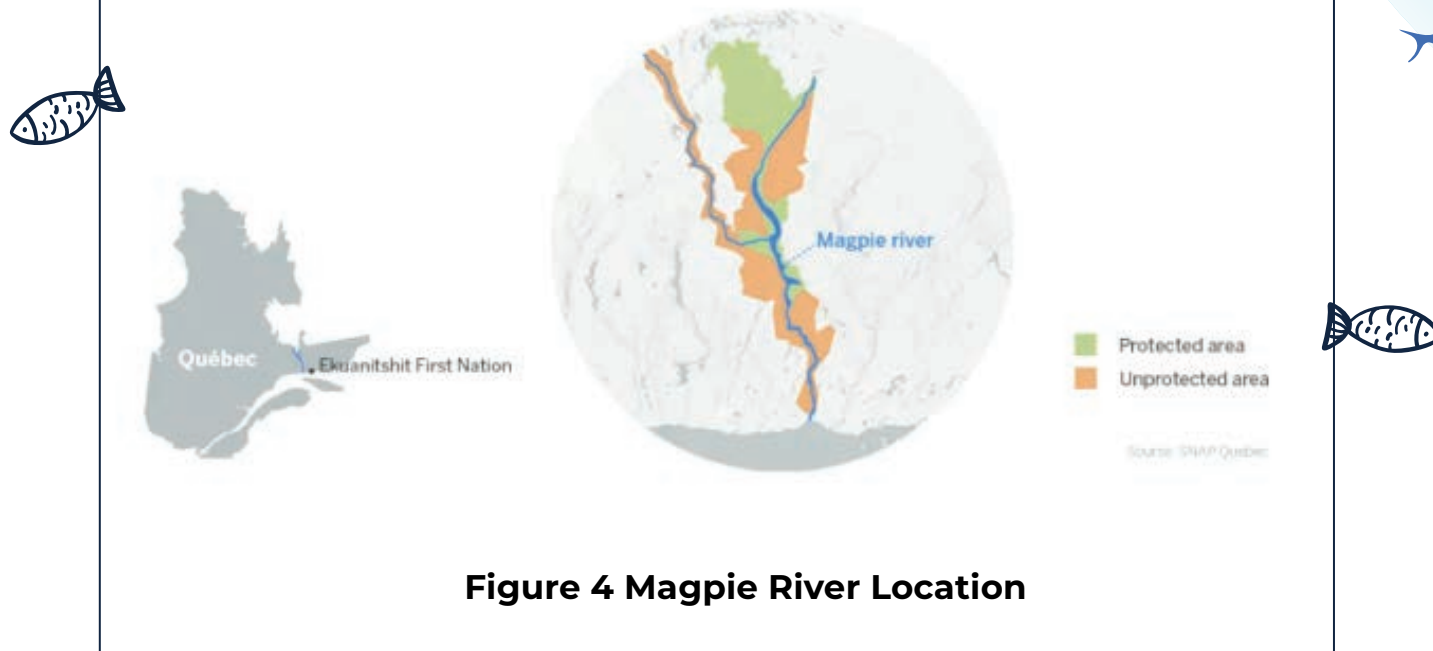 Magpie river
Québec
Ekuanitshit First Nation
Protected area
Unprotected area
Source: SNAP Québec
Figure 4 Magpie River Location